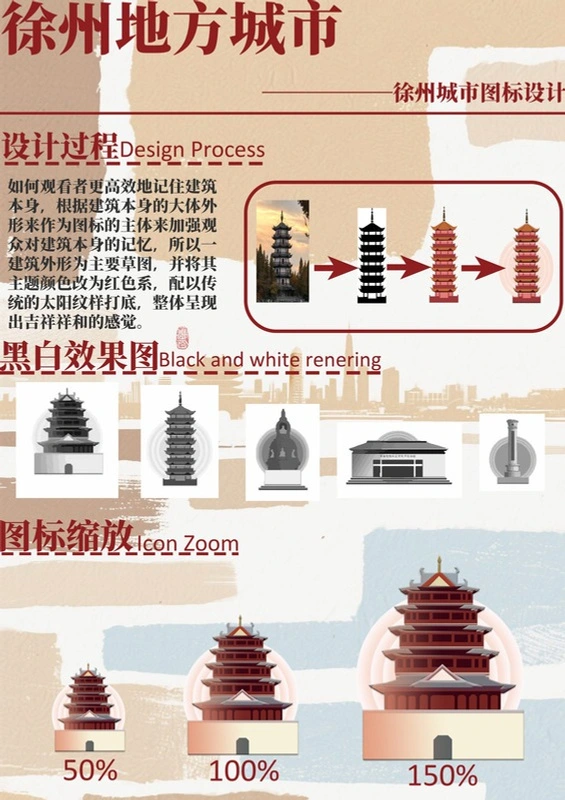 徐州地方城市
——徐州城市图标设计
设计过程Design Process
如何观看者更高效地记住建筑
本身，根据建筑本身的大体外
形来作为图标的主体来加强观
众对建筑本身的记忆，所以一
建筑外形为主要草图，并将其
主题颜色改为红色系，配以传
统的太阳纹样打底，整体呈现
出吉祥祥和的感觉。
黑白效果图Black and white renering
图标缩放Icon Zoom
50%
100%
150%